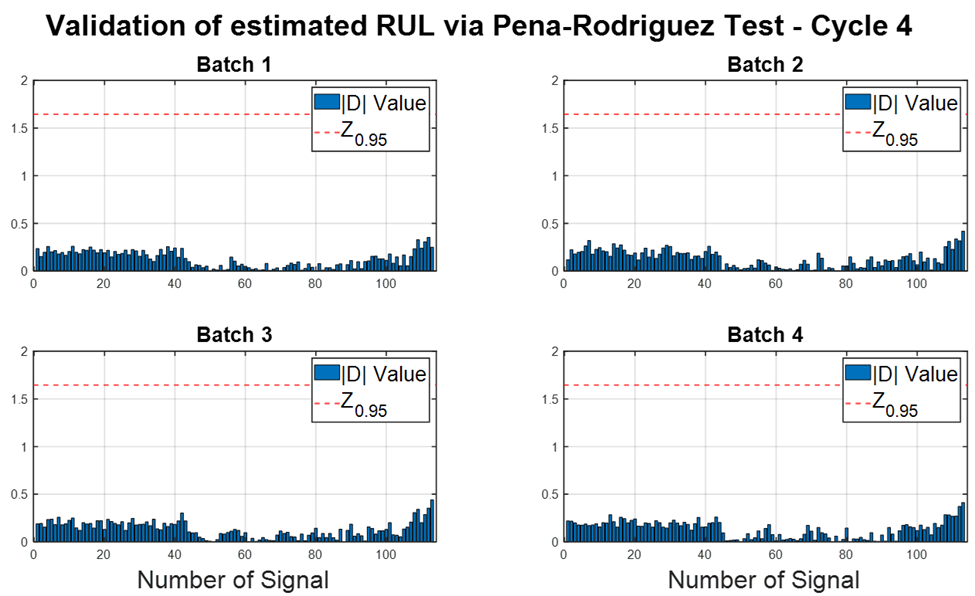 Validation of estimated RUL via Pena-Rodriguez Test - Cycle 4
Batch 1
2
1.5
1
0.5
0
0 20 40 60 80 100
|D| Value
Z0.95
Batch 2
2
1.5
1
0.5
0
0 20 40 60 80 100
|D| Value
Z0.95
Batch 3
2
1.5
1
0.5
0
0 20 40 60 80 100
|D| Value
Z0.95
Number of Signal
Batch 4
2
1.5
1
0.5
0
0 20 40 60 80 100
|D| Value
Z0.95
Number of Signal